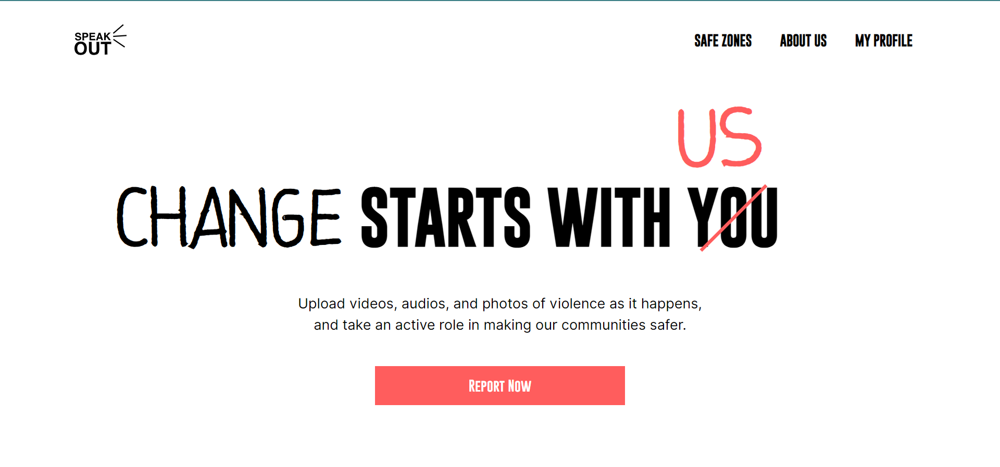 SPEAK
OUT
SAFE ZONES ABOUT US MY PROFILE
US
CHANGE STARTS WITH YOU
Upload videos, audios, and photos of violence as it happens,
and take an active role in making our communities safer.
Report Now